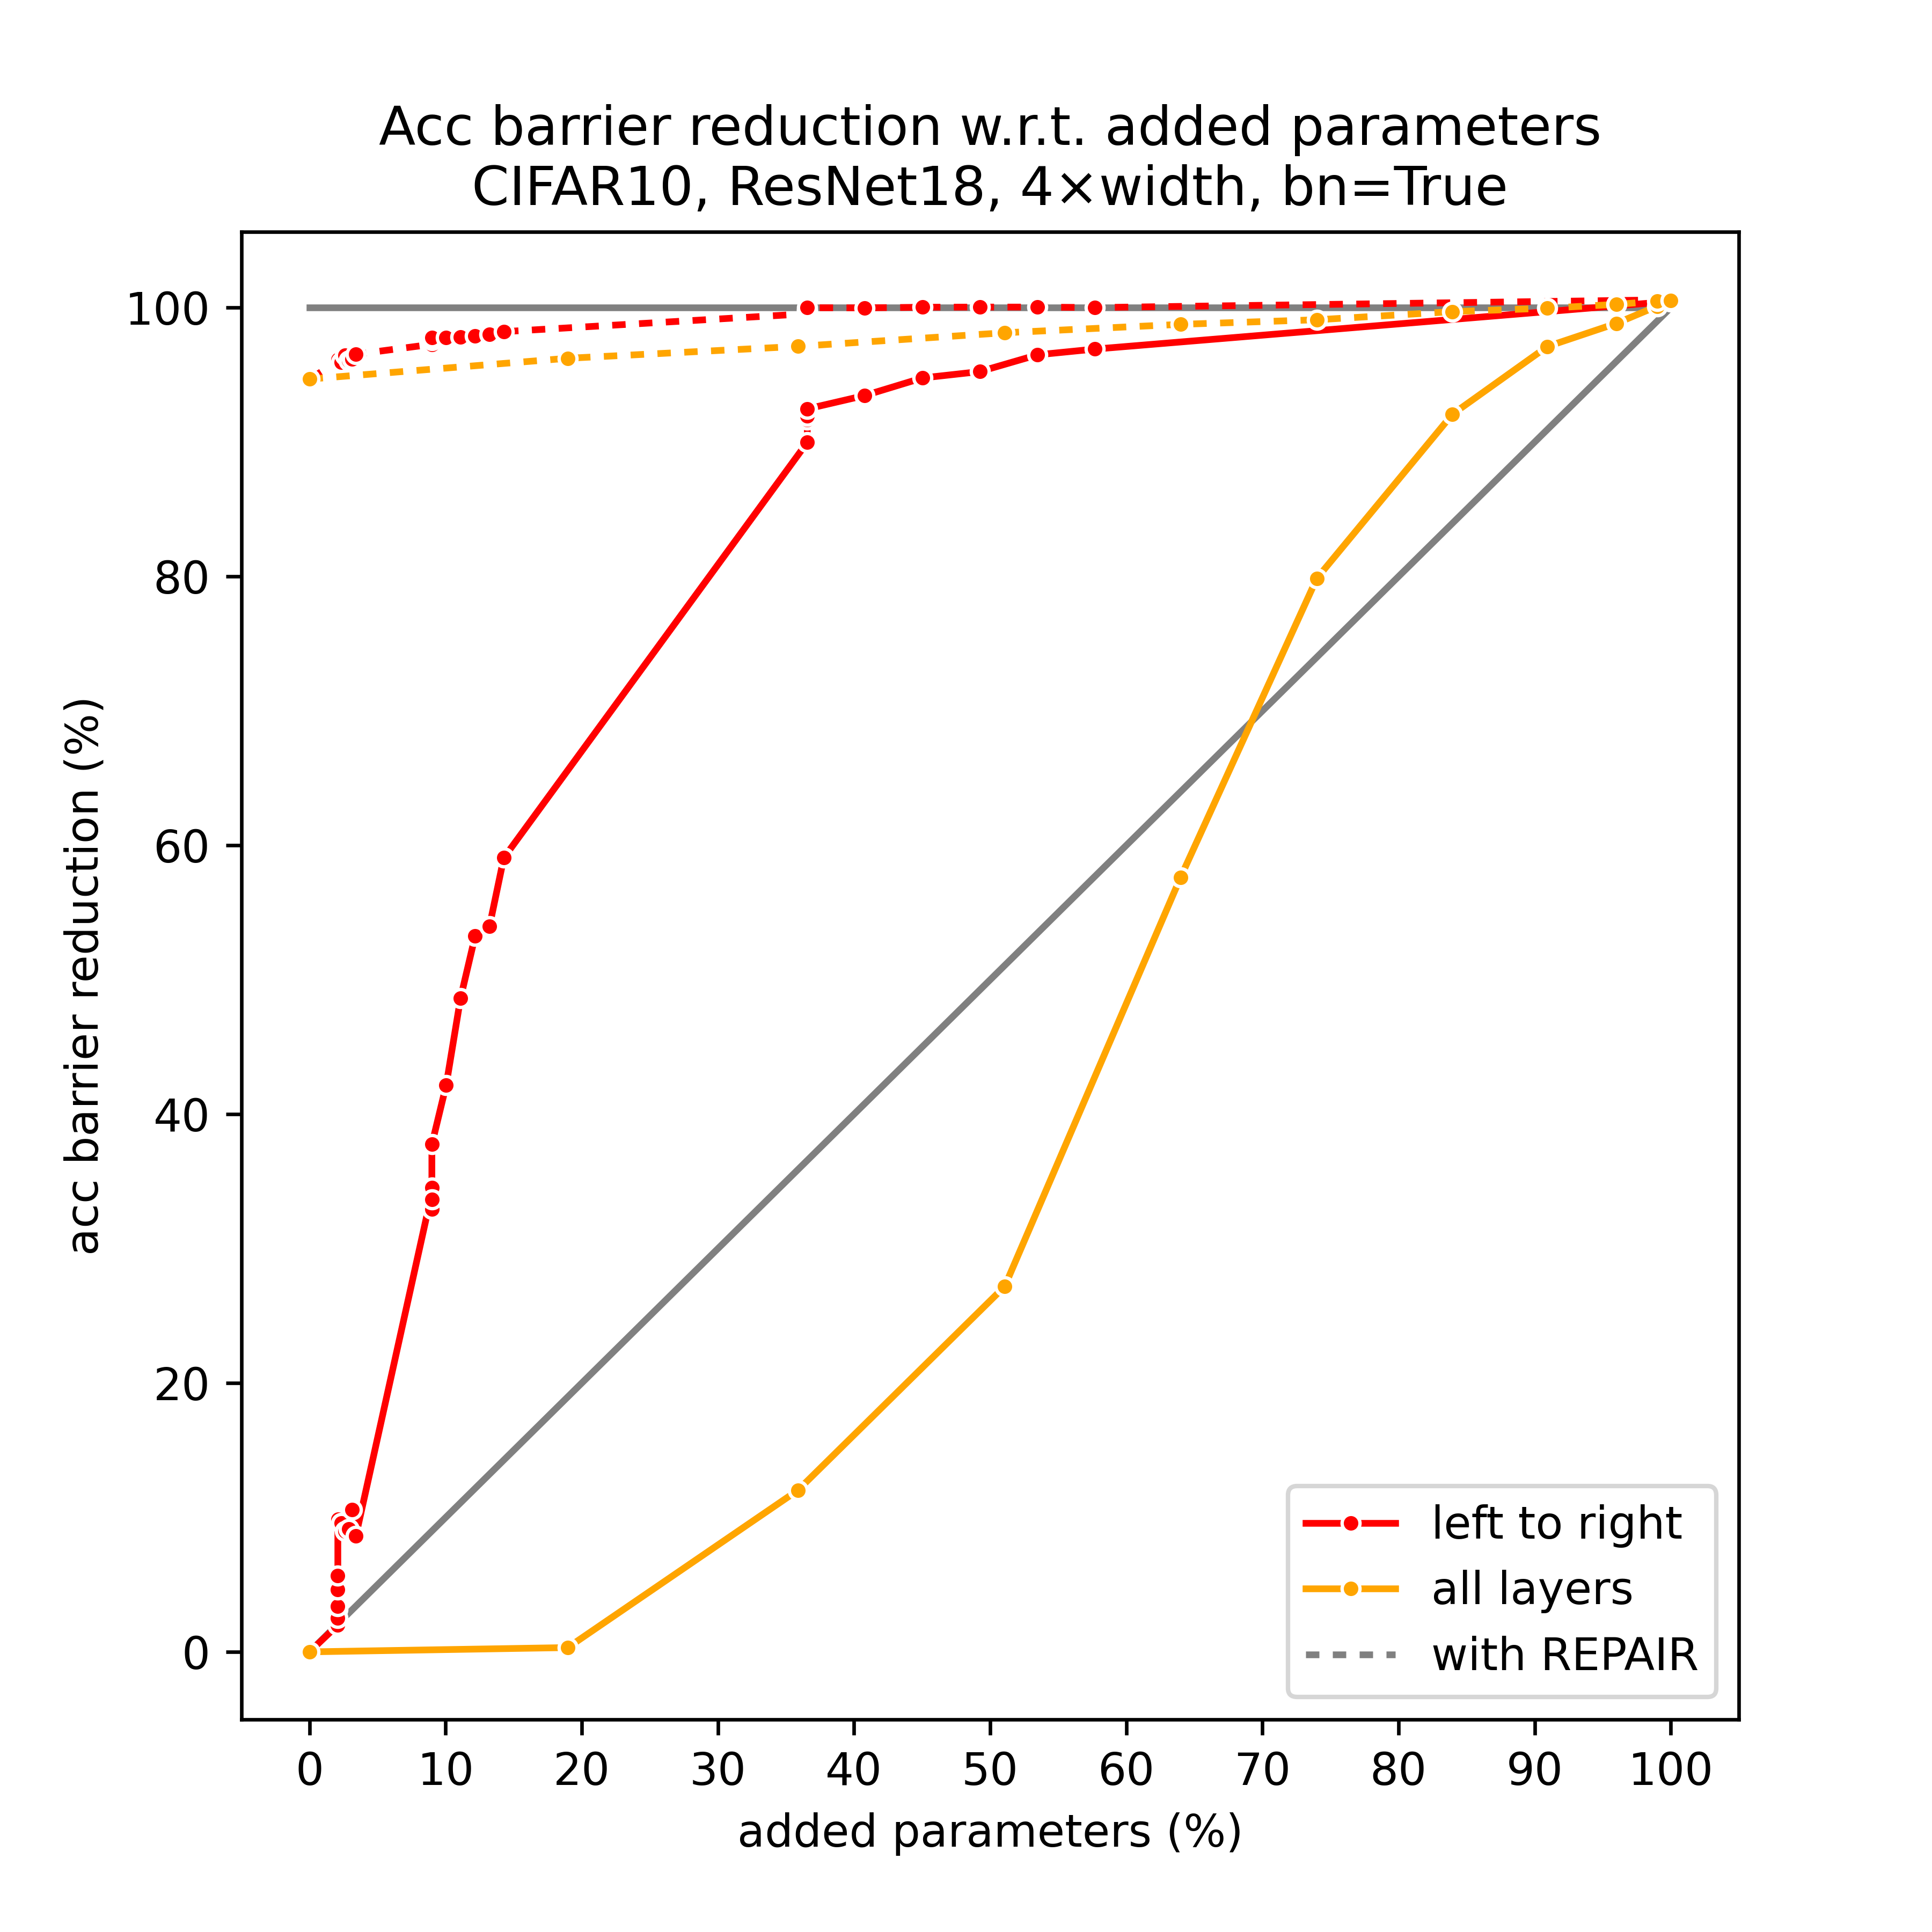 Acc barrier reduction w.r.t. added parameters
CIFAR10, ResNet18, 4×width, bn=True
acc barrier reduction (%)
100
80
60
40
20
0
left to right
all layers
with REPAIR
0 10 20 30 40 50 60 70 80 90 100
added parameters (%)